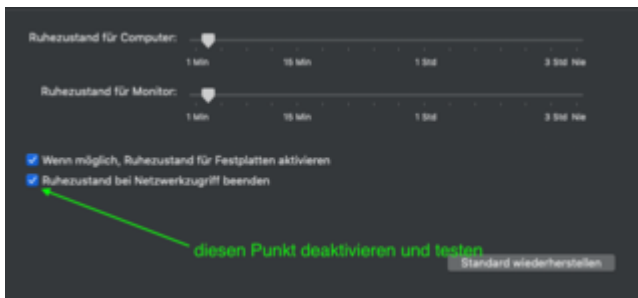 Ruhezustand für Computer:
1 Min 15 Min 1 Std 3 Std Nie
Ruhezustand für Monitor:
1 Min 15 Min 1 Std 3 Std Nie
Wenn möglich, Ruhezustand für Festplatten aktivieren
Ruhezustand bei Netzwerkzugriff beenden
diesen Punkt deaktivieren und testen
Standard wiederherstellen